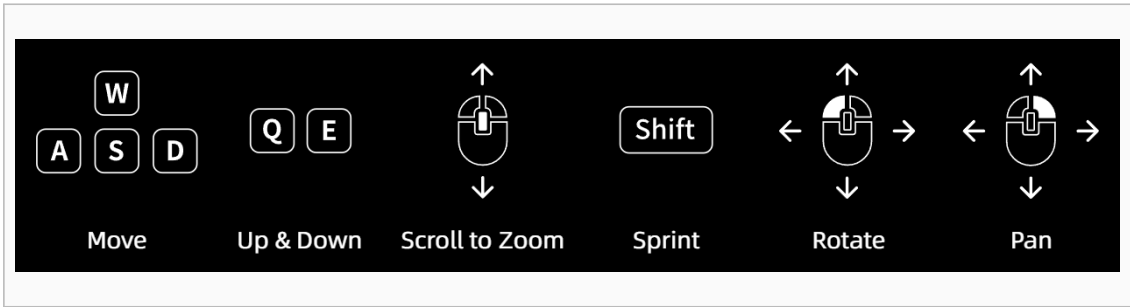 W
A S D
Q E
Shift
Move
Up & Down
Scroll to Zoom
Sprint
Rotate
Pan